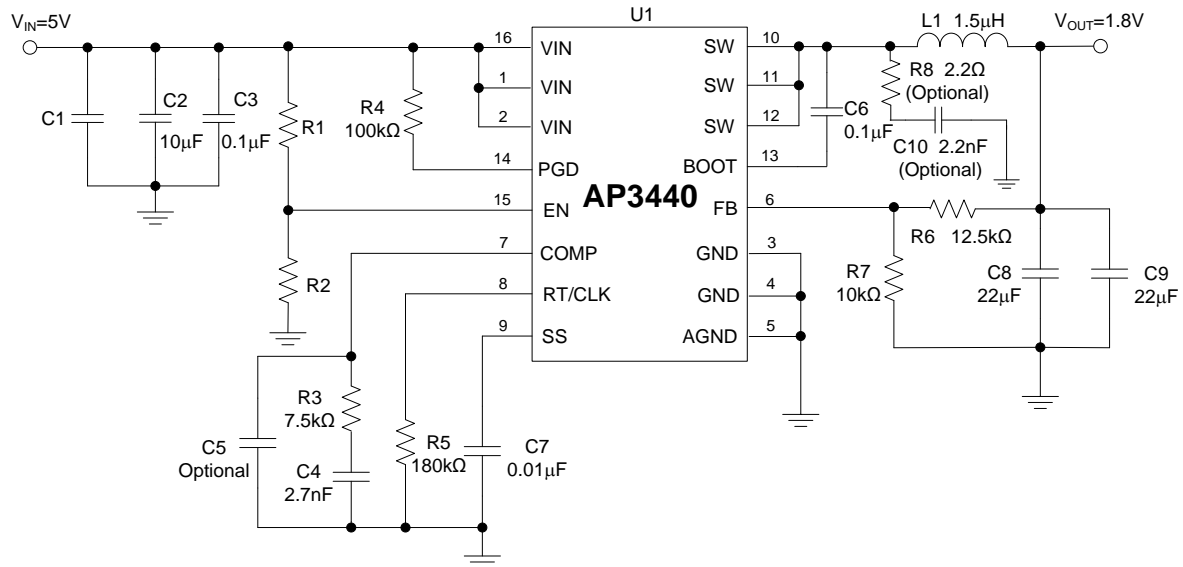 U1
V_IN=5V
L1 1.5μH
V_OUT=1.8V
16 VIN
1 VIN
2 VIN
14 PGD
15 EN
7 COMP
8 RT/CLK
9 SS
AP3440
SW 10
SW 11
SW 12
BOOT 13
FB 6
GND 3
GND 4
AGND 5
C1
C2
10μF
C3
0.1μF
R1
R4
100kΩ
R2
C6
0.1μF
R8 2.2Ω
(Optional)
C10 2.2nF
(Optional)
R6 12.5kΩ
R7
10kΩ
C8
22μF
C9
22μF
C5
Optional
R3
7.5kΩ
C4
2.7nF
R5
180kΩ
C7
0.01μF